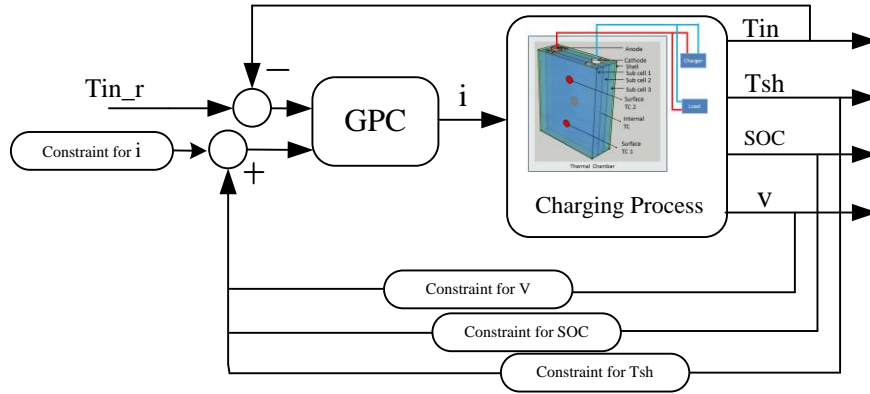 Tin_r
−
Constraint for i
+
GPC
i
Anode
Cathode
Shell
Sub cell 1
Sub cell 2
Sub cell 3
Surface
TC 2
Internal
TC
Surface
TC 1
Charger
Load
Thermal Chamber
Charging Process
Tin
Tsh
SOC
v
Constraint for V
Constraint for SOC
Constraint for Tsh